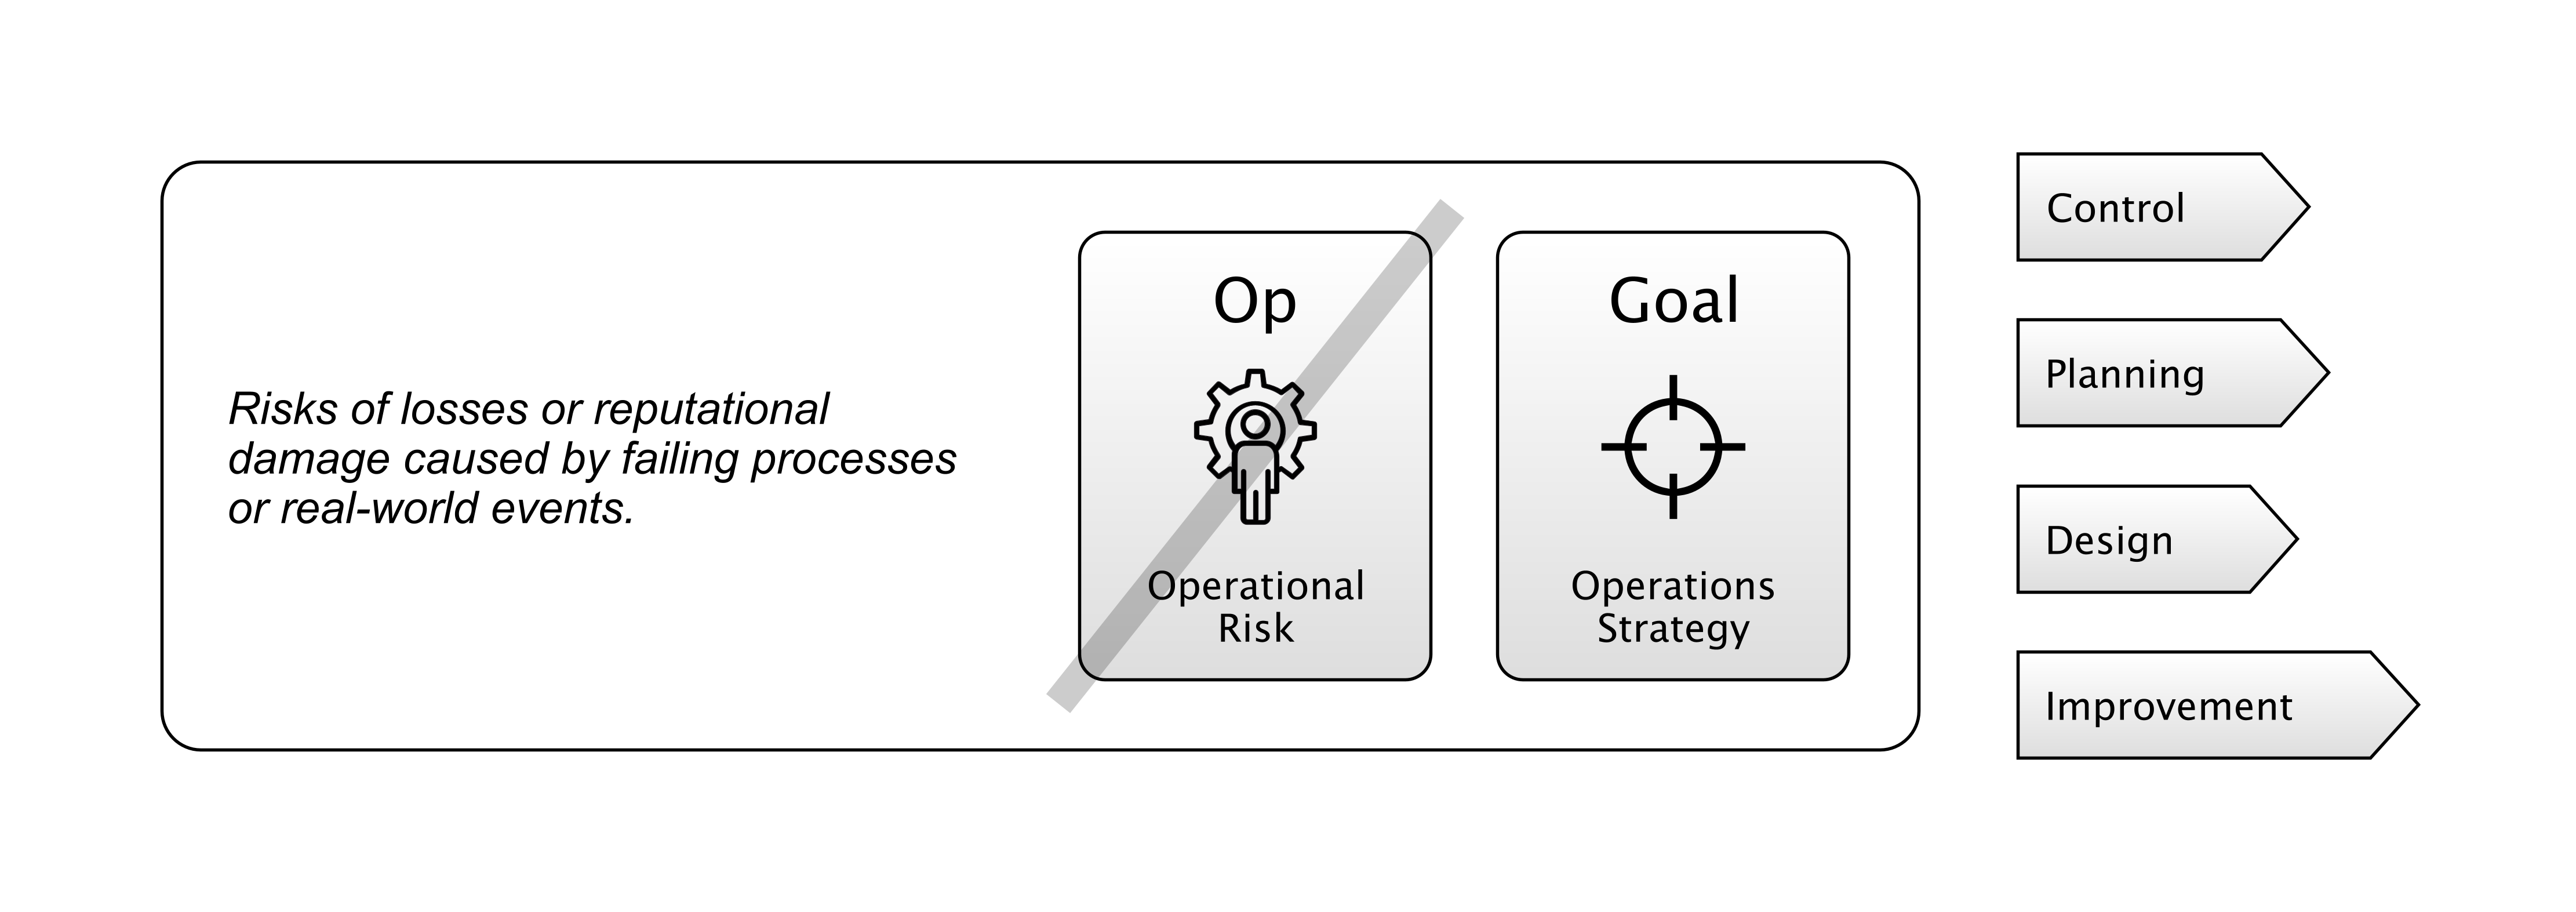 Risks of losses or reputational
damage caused by failing processes
or real-world events.
Op
Operational
Risk
Goal
Operations
Strategy
Control
Planning
Design
Improvement